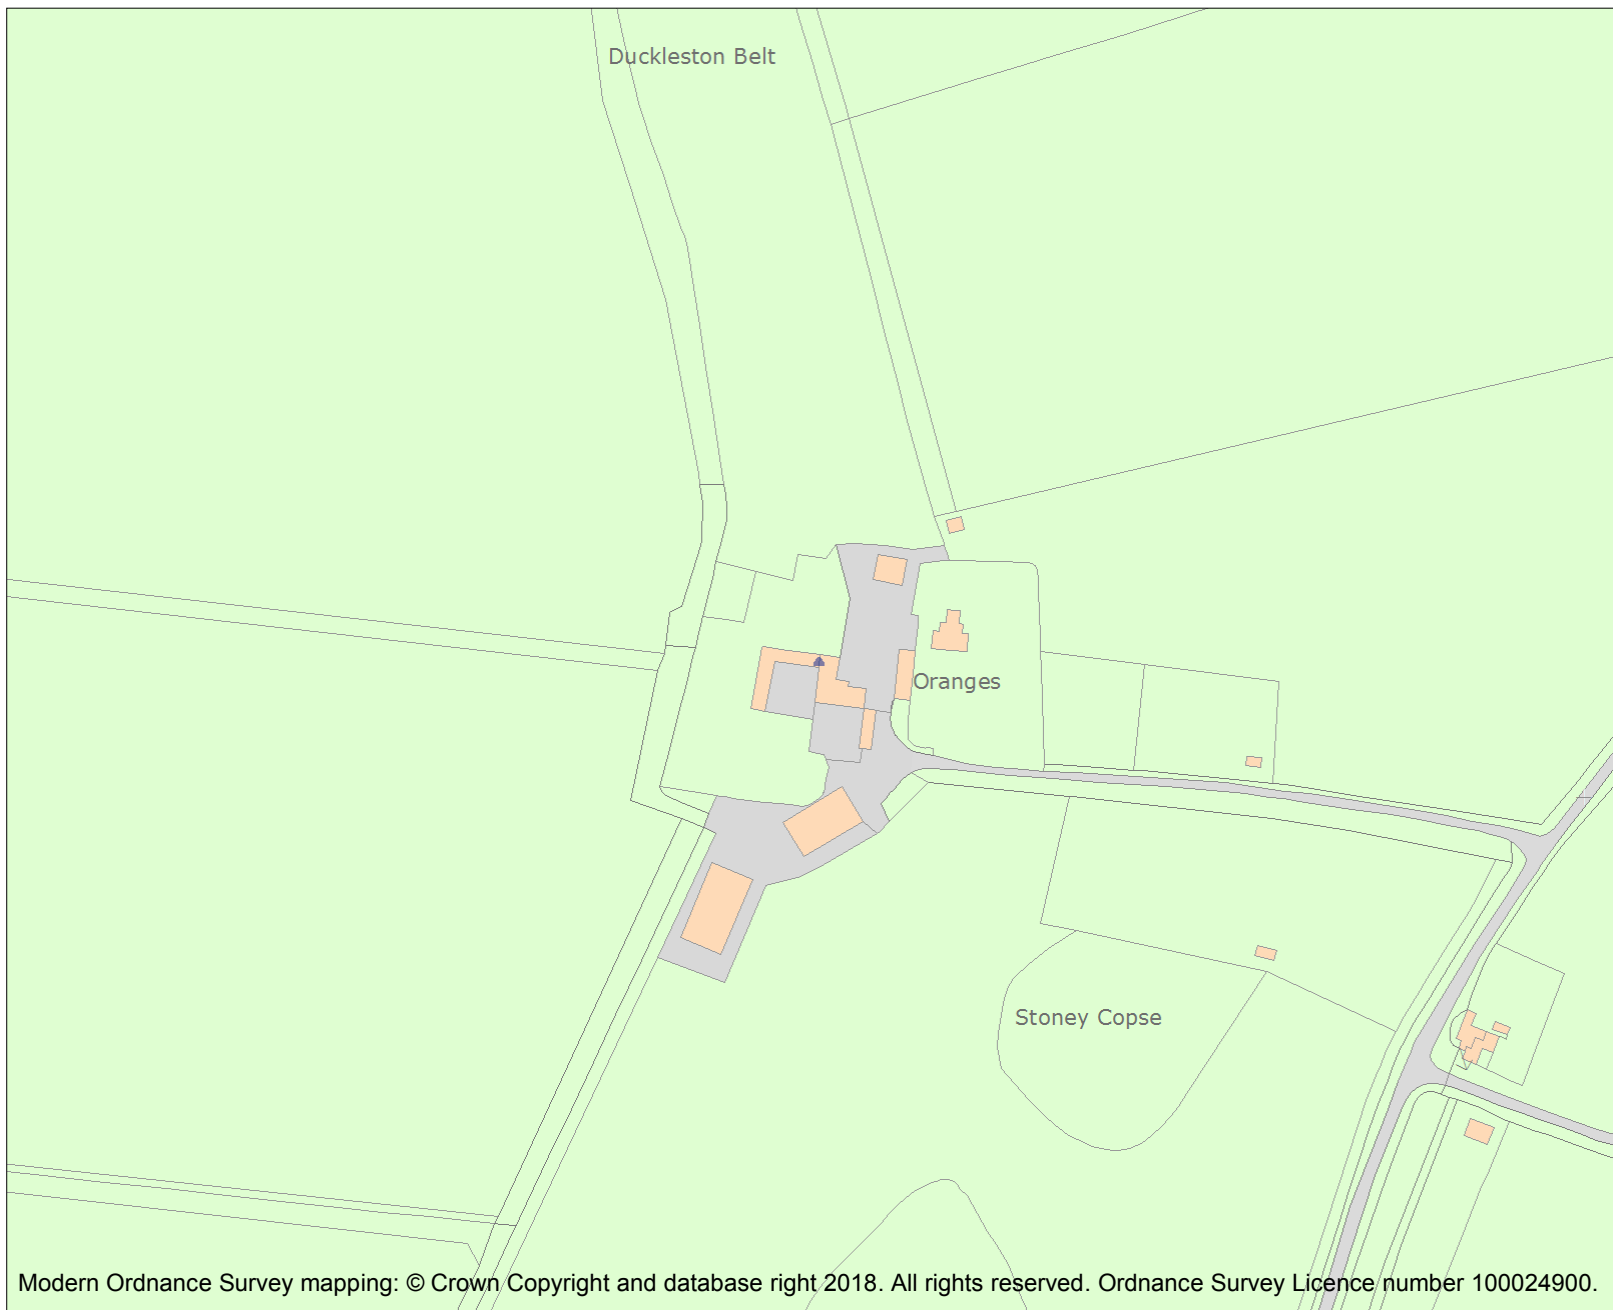 Duckleston Belt
Oranges
Stoney Copse
Modern Ordnance Survey mapping: © Crown Copyright and database right 2018. All rights reserved. Ordnance Survey Licence number 100024900.